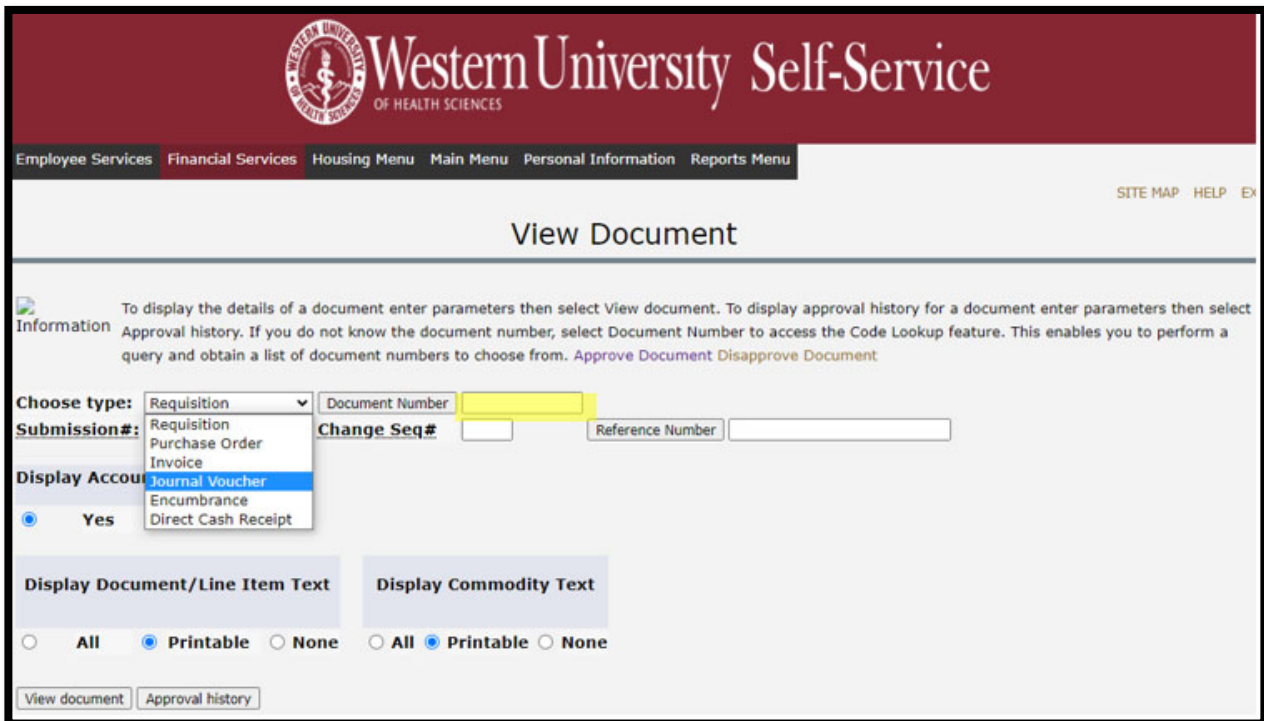 Western University Self-Service
OF HEALTH SCIENCES
Employee Services Financial Services Housing Menu Main Menu Personal Information Reports Menu
SITE MAP HELP EX
View Document
To display the details of a document enter parameters then select View document. To display approval history for a document enter parameters then select
Information Approval history. If you do not know the document number, select Document Number to access the Code Lookup feature. This enables you to perform a
query and obtain a list of document numbers to choose from. Approve Document Disapprove Document
Choose type: Requisition Document Number
Submission#: Requisition Change Seq# Reference Number
Purchase Order
Invoice
Display Accou Journal Voucher
Encumbrance
Yes Direct Cash Receipt
Display Document/Line Item Text Display Commodity Text
All Printable None All Printable None
View document Approval history